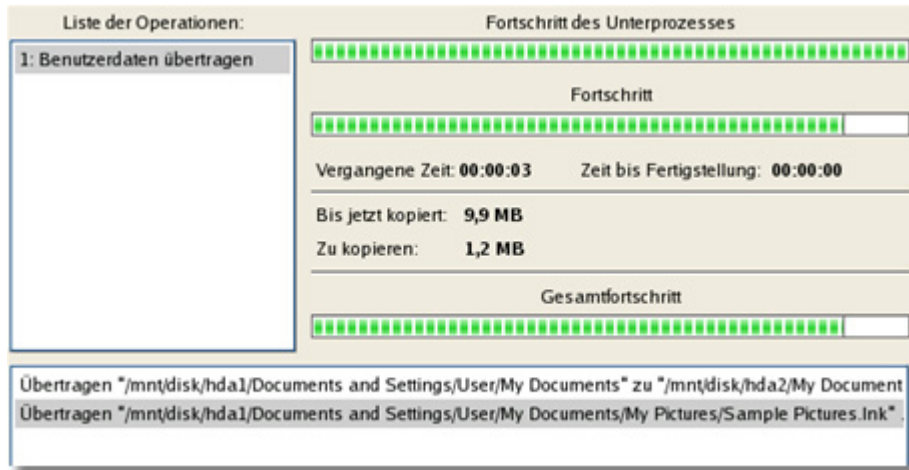 Liste der Operationen:
1: Benutzerdaten übertragen
Fortschritt des Unterprozesses
Fortschritt
Vergangene Zeit: 00:00:03 Zeit bis Fertigstellung: 00:00:00
Bis jetzt kopiert: 9,9 MB
Zu kopieren: 1,2 MB
Gesamtfortschritt
Übertragen "/mnt/disk/hda1/Documents and Settings/User/My Documents" zu "/mnt/disk/hda2/My Document
Übertragen "/mnt/disk/hda1/Documents and Settings/User/My Documents/My Pictures/Sample Pictures.lnk" .